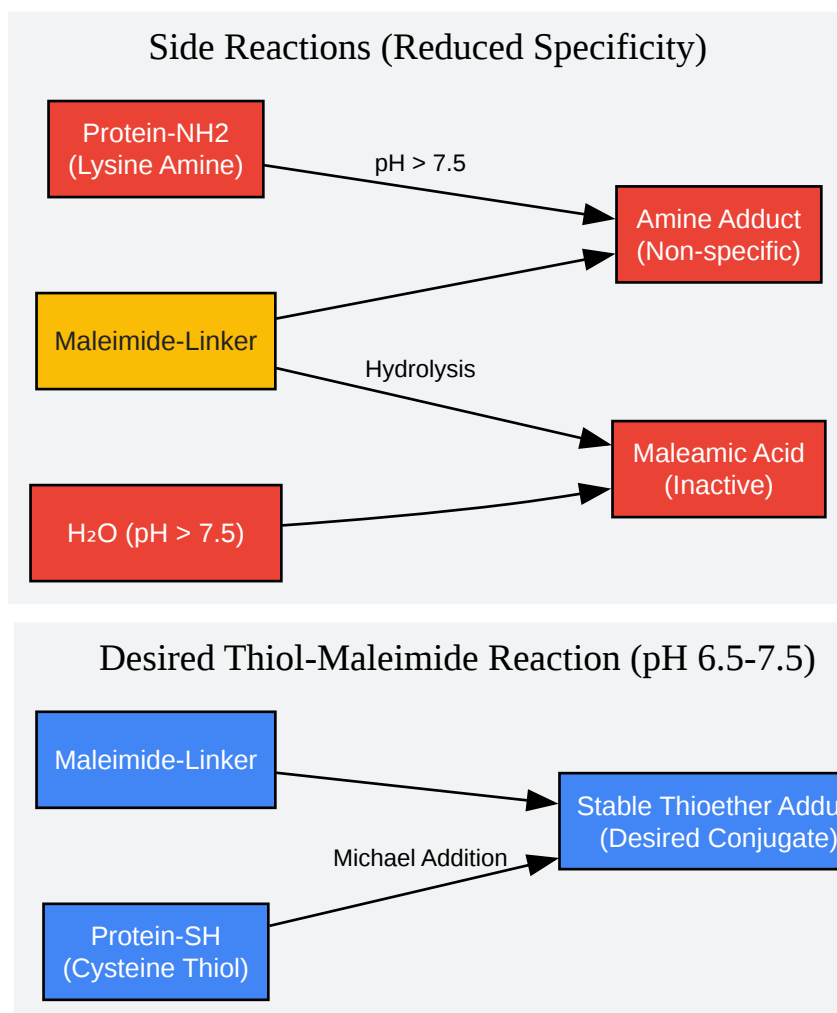 Side Reactions (Reduced Specificity)
Protein-NH2
(Lysine Amine)
pH > 7.5
Amine Adduct
(Non-specific)
Maleimide-Linker
Hydrolysis
Maleamic Acid
(Inactive)
H₂O (pH > 7.5)
Desired Thiol-Maleimide Reaction (pH 6.5-7.5)
Maleimide-Linker
Stable Thioether Addu
(Desired Conjugate)
Michael Addition
Protein-SH
(Cysteine Thiol)